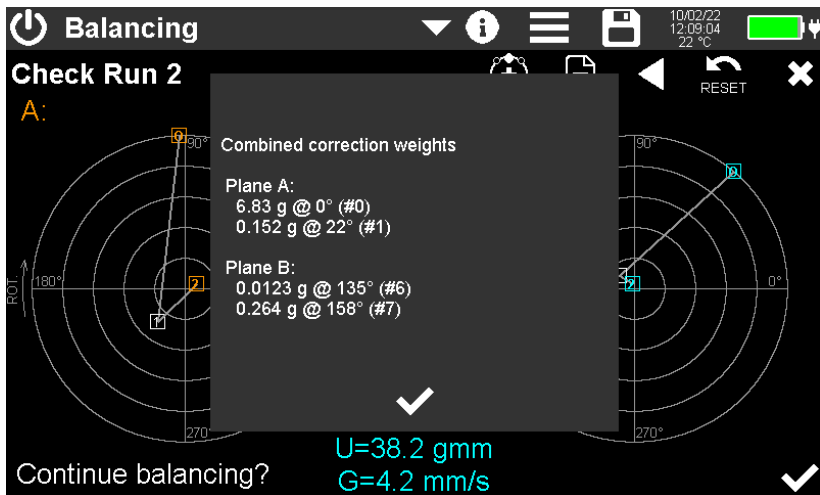 Balancing
i
10/02/22
12:09:04
22 °C
Check Run 2
RESET
A:
0
90°
180°
2
1
270°
ROT.
Combined correction weights
Plane A:
6.83 g @ 0° (#0)
0.152 g @ 22° (#1)
Plane B:
0.0123 g @ 135° (#6)
0.264 g @ 158° (#7)
90°
0°
2
270°
U=38.2 gmm
G=4.2 mm/s
Continue balancing?